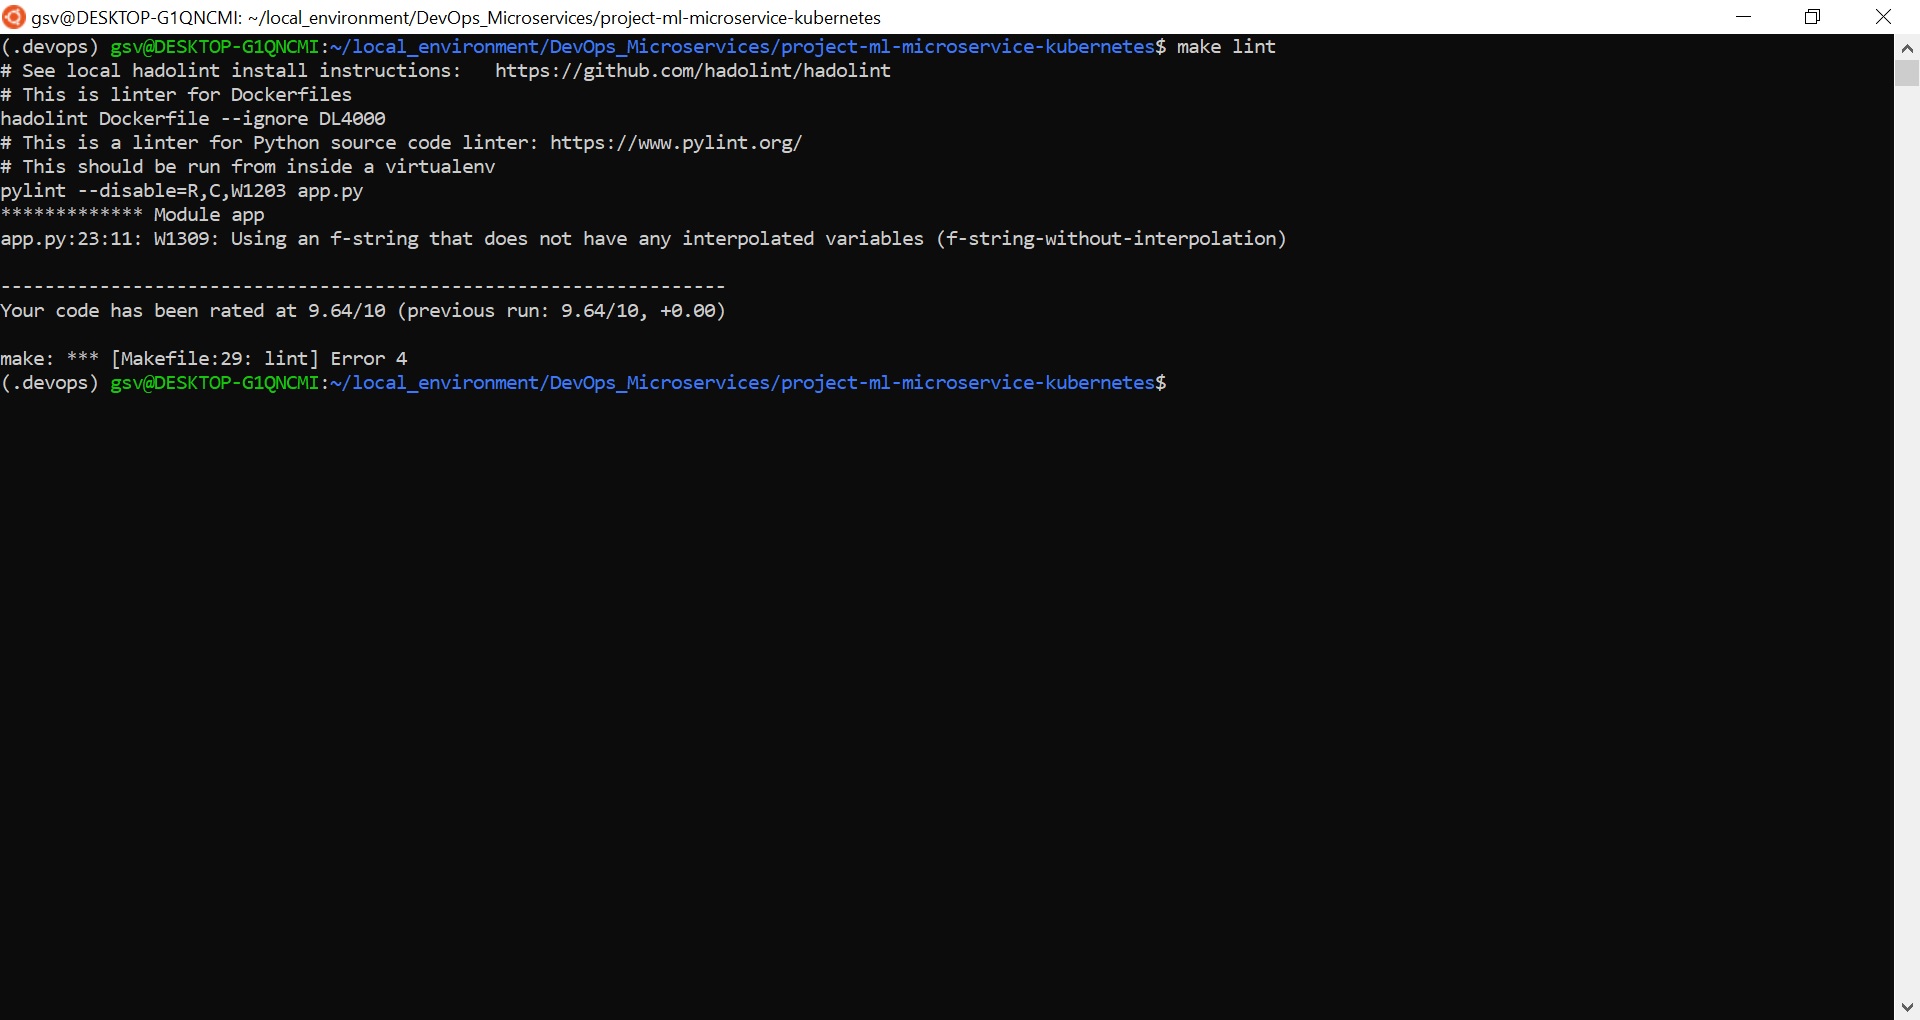 gsv@DESKTOP-G1QNCMI: ~/local_environment/DevOps_Microservices/project-ml-microservice-kubernetes
(.devops) gsv@DESKTOP-G1QNCMI:~/local_environment/DevOps_Microservices/project-ml-microservice-kubernetes$ make lint
# See local hadolint install instructions:   https://github.com/hadolint/hadolint
# This is linter for Dockerfiles
hadolint Dockerfile --ignore DL4000
# This is a linter for Python source code linter: https://www.pylint.org/
# This should be run from inside a virtualenv
pylint --disable=R,C,W1203 app.py
************* Module app
app.py:23:11: W1309: Using an f-string that does not have any interpolated variables (f-string-without-interpolation)
------------------------------------------------------------------
Your code has been rated at 9.64/10 (previous run: 9.64/10, +0.00)
make: *** [Makefile:29: lint] Error 4
(.devops) gsv@DESKTOP-G1QNCMI:~/local_environment/DevOps_Microservices/project-ml-microservice-kubernetes$